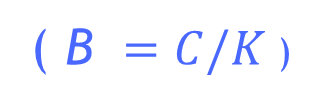 ( B = C/K )